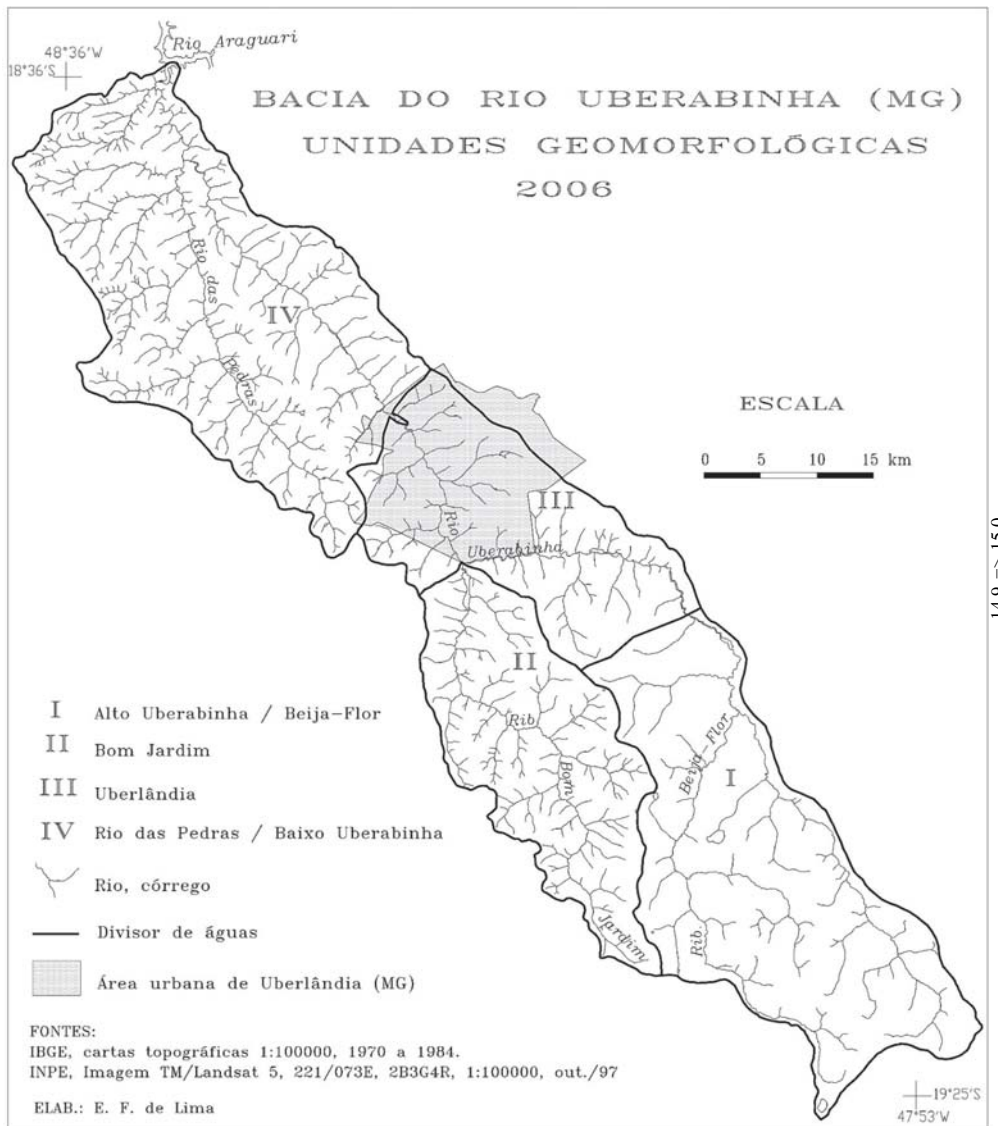 Rio Araguari
48°36'W
18°36'S
BACIA DO RIO UBERABINHA (MG)
UNIDADES GEOMORFOLÓGICAS
2006
Rio das
Pedras
IV
ESCALA
0 5 10 15 km
III
Rio
Uberabinha
II
Rib
Bom
Jardim
Beija-Flor
I
Rib.
I Alto Uberabinha / Beija-Flor
II Bom Jardim
III Uberlândia
IV Rio das Pedras / Baixo Uberabinha
Rio, córrego
Divisor de águas
Área urbana de Uberlândia (MG)
FONTES:
IBGE, cartas topográficas 1:100000, 1970 a 1984.
INPE, Imagem TM/Landsat 5, 221/073E, 2B3G4R, 1:100000, out./97
ELAB.: E. F. de Lima
19°25'S
47°53'W
14.9 => 15.0